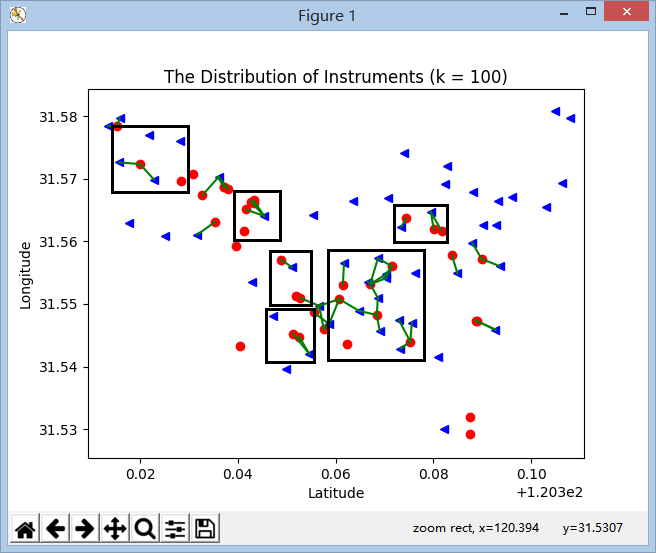 Figure 1
The Distribution of Instruments (k = 100)
31.58
31.57
31.56
31.55
31.54
31.53
Longitude
0.02 0.04 0.06 0.08 0.10
Latitude
+1.203e2
zoom rect, x=120.394 y=31.5307